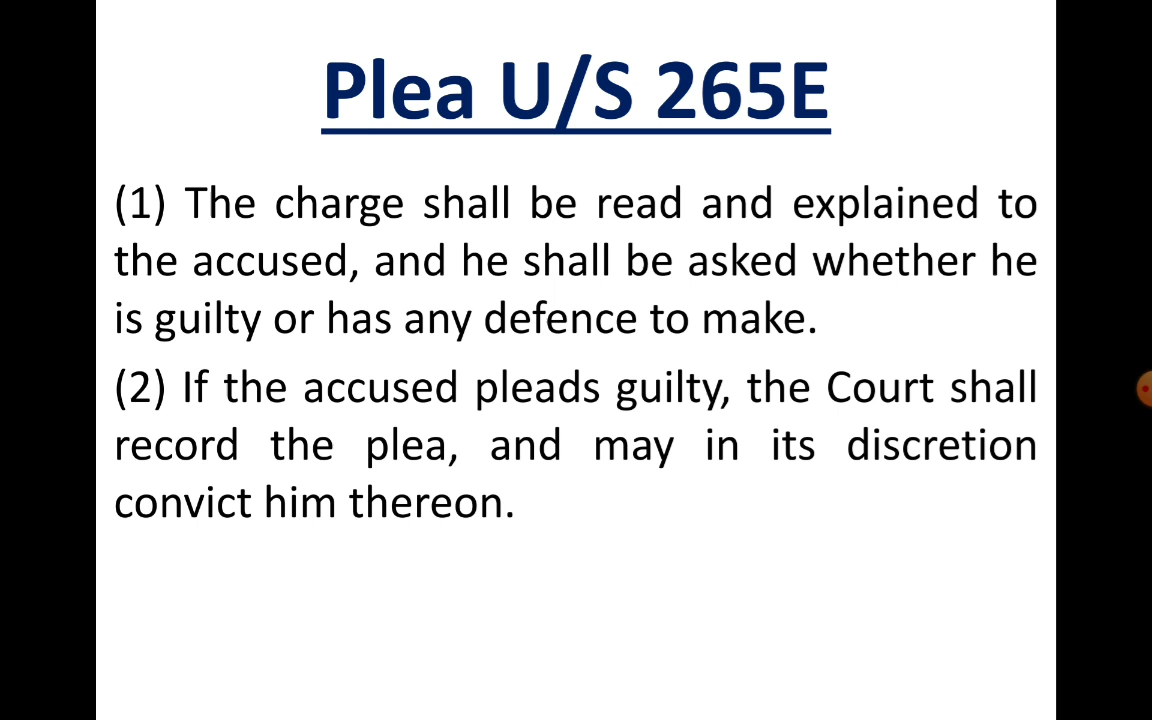 Plea U/S 265E
(1) The charge shall be read and explained to
the accused, and he shall be asked whether he
is guilty or has any defence to make.
(2) If the accused pleads guilty, the Court shall
record the plea, and may in its discretion
convict him thereon.